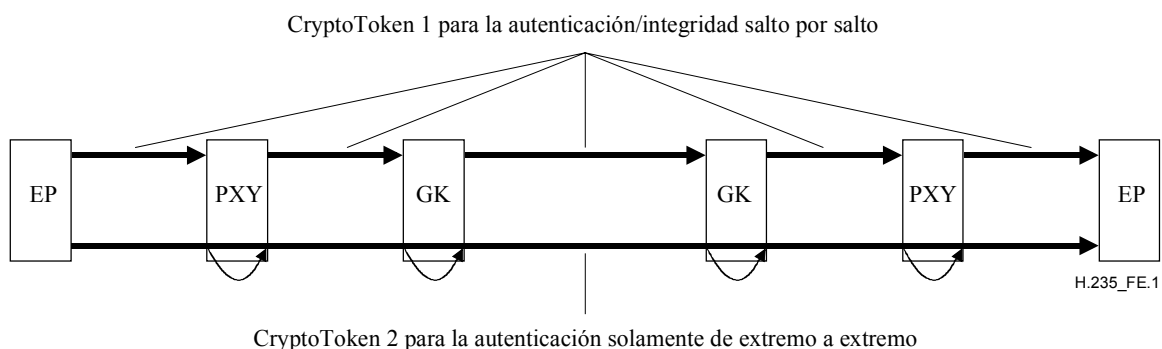 CryptoToken 1 para la autenticación/integridad salto por salto
EP PXY GK GK PXY EP
H.235_FE.1
CryptoToken 2 para la autenticación solamente de extremo a extremo